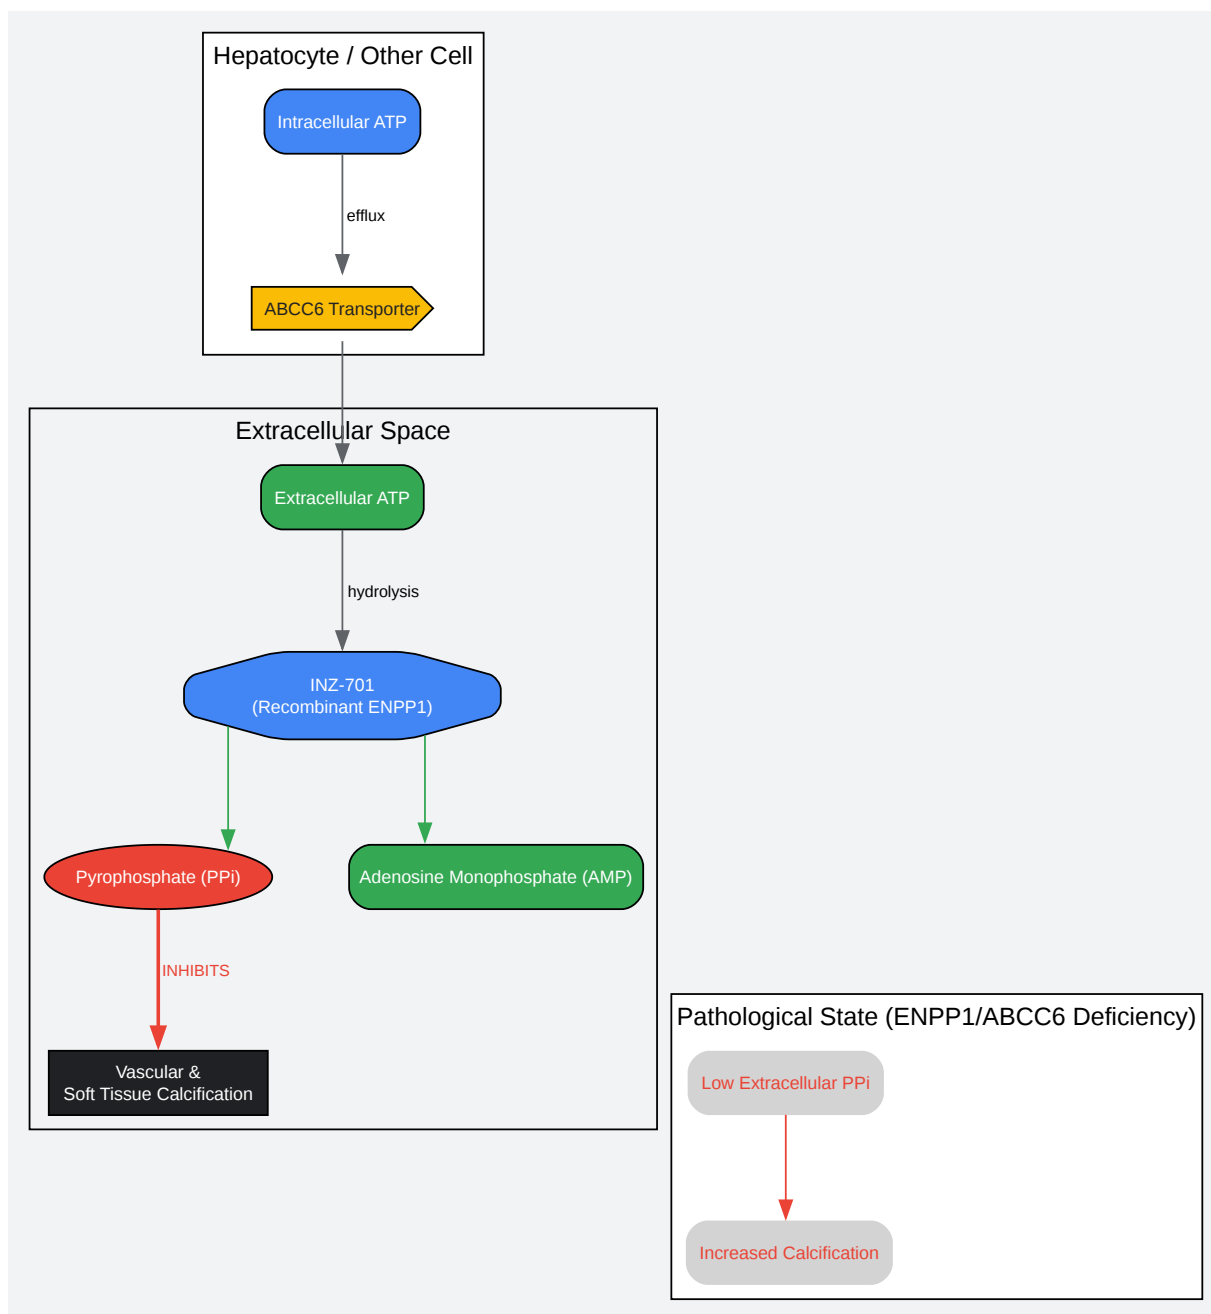 Hepatocyte / Other Cell
Intracellular ATP
efflux
ABCC6 Transporter
Extracellular Space
Extracellular ATP
hydrolysis
INZ-701
(Recombinant ENPP1)
Pyrophosphate (PPi)
Adenosine Monophosphate (AMP)
INHIBITS
Vascular &
Soft Tissue Calcification
Pathological State (ENPP1/ABCC6 Deficiency)
Low Extracellular PPi
Increased Calcification